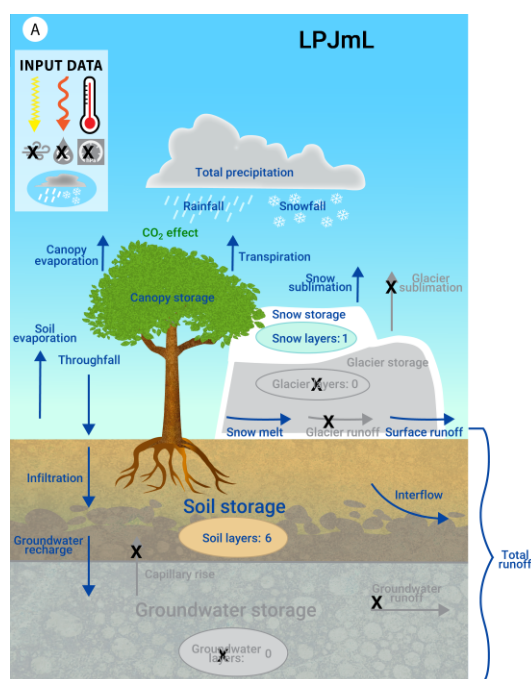 A
LPJmL
INPUT DATA
X
X
X
Total precipitation
Rainfall
Snowfall
CO₂ effect
Canopy
evaporation
Transpiration
Snow
sublimation
X
Glacier
sublimation
Canopy storage
Snow storage
Snow layers: 1
Soil
evaporation
Throughfall
Glacier storage
Glacier layers: 0
X
Snow melt
X
Glacier runoff
Surface runoff
Infiltration
Interflow
Soil storage
Soil layers: 6
Groundwater
recharge
X
Capillary rise
Total
runoff
Groundwater
runoff
X
Groundwater storage
Groundwater
layers: 0
X